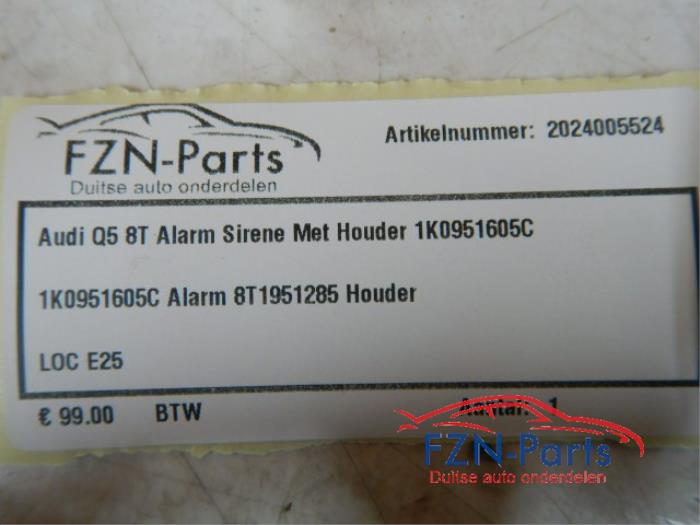 FZN-Parts
Duitse auto onderdelen
Artikelnummer: 2024005524
Audi Q5 8T Alarm Sirene Met Houder 1K0951605C
1K0951605C Alarm 8T1951285 Houder
LOC E25
€ 99.00 BTW Aantal: 1
FZN-Parts
Duitse auto onderdelen